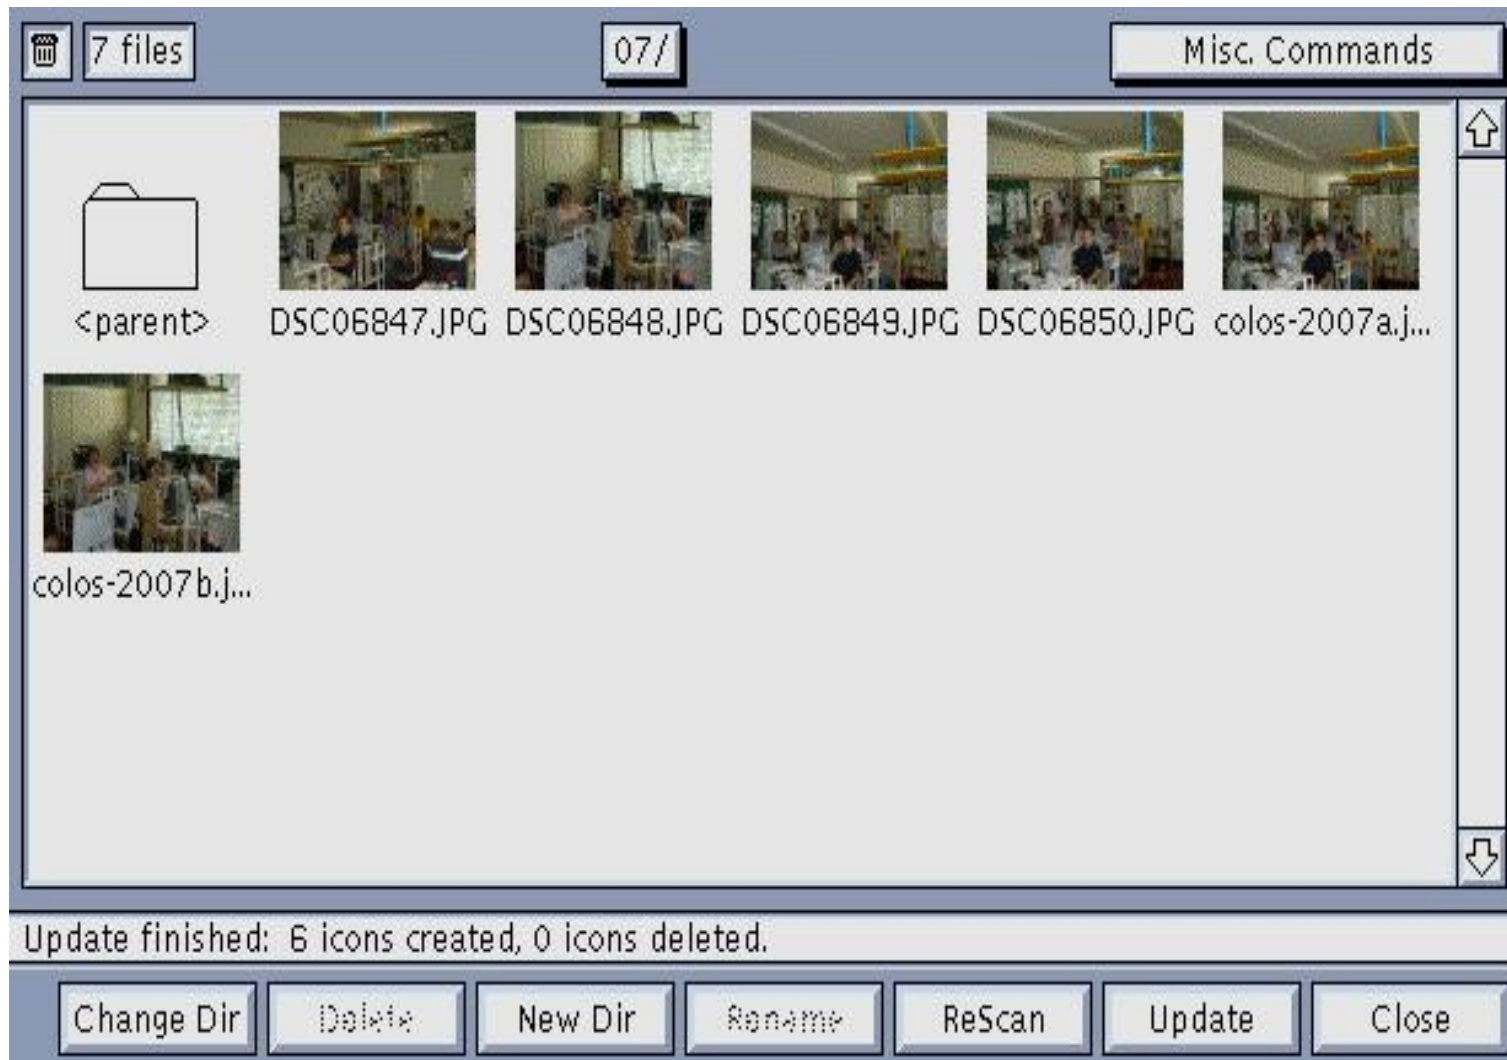 7 files
07/
Misc. Commands
<parent>
DSC06847.JPG
DSC06848.JPG
DSC06849.JPG
DSC06850.JPG
colos-2007a.j...
colos-2007b.j...
Update finished: 6 icons created, 0 icons deleted.
Change Dir
Delete
New Dir
Rename
ReScan
Update
Close